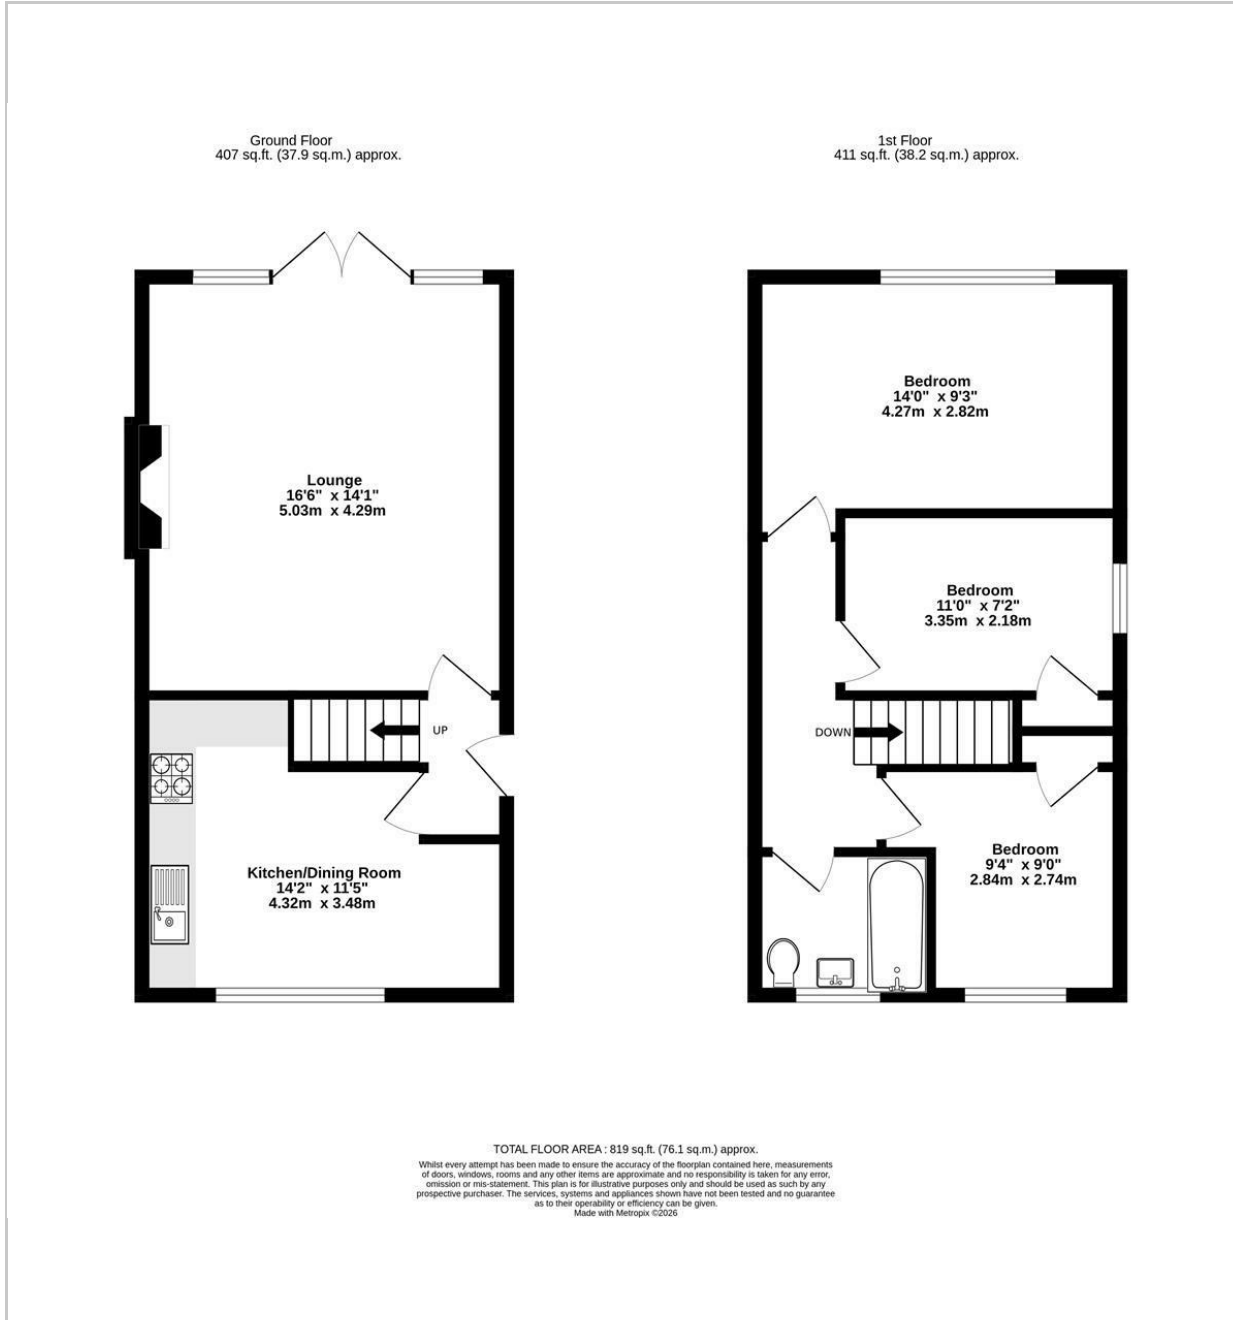 Ground Floor
407 sq.ft. (37.9 sq.m.) approx.
1st Floor
411 sq.ft. (38.2 sq.m.) approx.
Lounge
16'6" x 14'1"
5.03m x 4.29m
UP
Kitchen/Dining Room
14'2" x 11'5"
4.32m x 3.48m
Bedroom
14'0" x 9'3"
4.27m x 2.82m
Bedroom
11'0" x 7'2"
3.35m x 2.18m
DOWN
Bedroom
9'4" x 9'0"
2.84m x 2.74m
TOTAL FLOOR AREA : 819 sq.ft. (76.1 sq.m.) approx.
Whilst every attempt has been made to ensure the accuracy of the floorplan contained here, measurements
of doors, windows, rooms and any other items are approximate and no responsibility is taken for any error,
omission or mis-statement. This plan is for illustrative purposes only and should be used as such by any
prospective purchaser. The services, systems and appliances shown have not been tested and no guarantee
as to their operability or efficiency can be given.
Made with Metropix ©2026